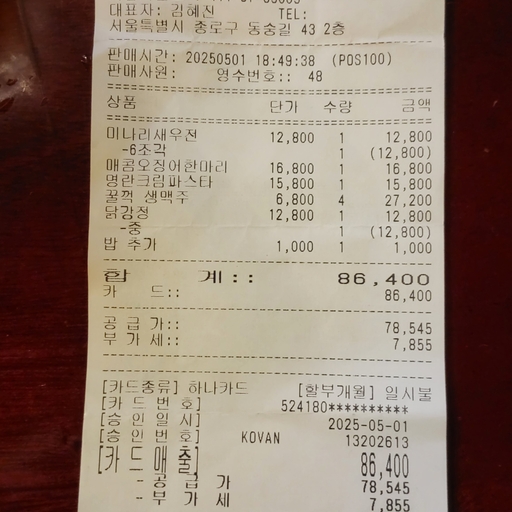 대표자: 김혜진 TEL:
서울특별시 종로구 동숭길 43 2층
판매시간: 20250501 18:49:38 (POS100)
판매사원: 영수번호:: 48
상품 단가 수량 금액
미나리새우전 12,800 1 12,800
-6조각 1 (12,800)
매콤오징어한마리 16,800 1 16,800
명란크림파스타 15,800 1 15,800
꿀꺽 생맥주 6,800 4 27,200
닭강정 12,800 1 12,800
-중 1 (12,800)
밥 추가 1,000 1 1,000
합 계:: 86,400
카 드:: 86,400
공 급 가:: 78,545
부 가 세:: 7,855
[카드종류] 하나카드 [할부개월] 일시불
[카 드 번 호] 524180**********
[승 인 일 시] 2025-05-01
[승 인 번 호] KOVAN 13202613
[카 드 매 출] 86,400
- 공 급 가 78,545
- 부 가 세 7,855